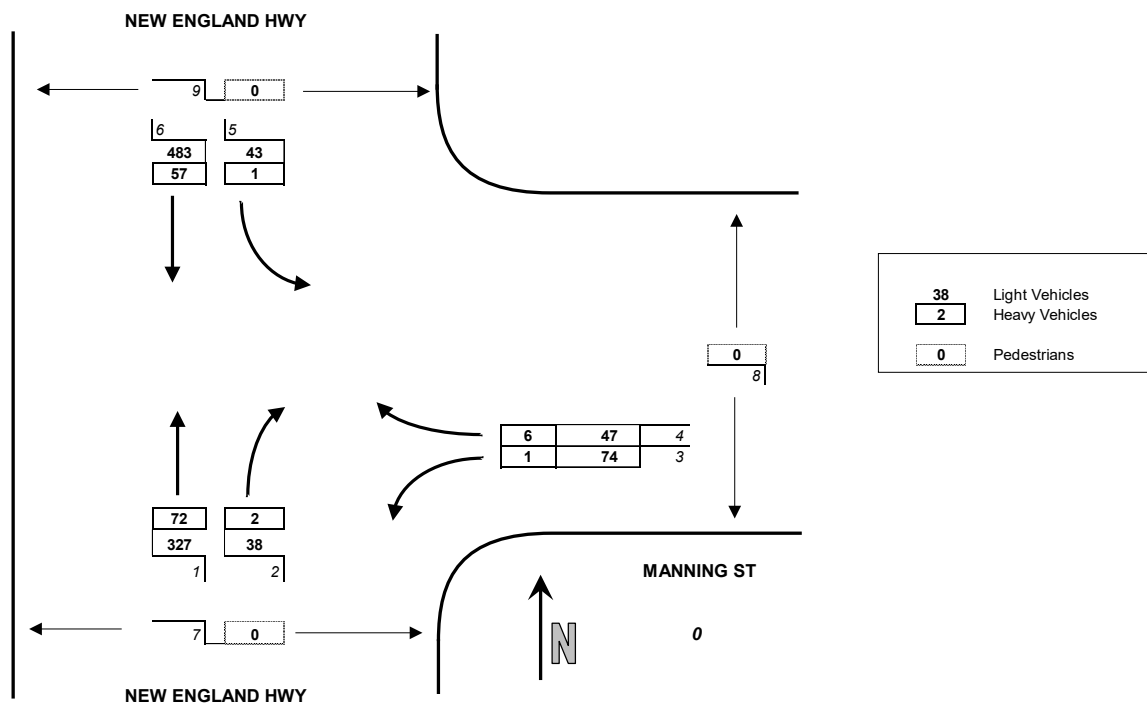 NEW ENGLAND HWY
9 0
6 5
483 43
57 1
38 Light Vehicles
2 Heavy Vehicles
0 Pedestrians
0
8
6 47 4
1 74 3
72 2
327 38
1 2
MANNING ST
7 0
N 0
NEW ENGLAND HWY